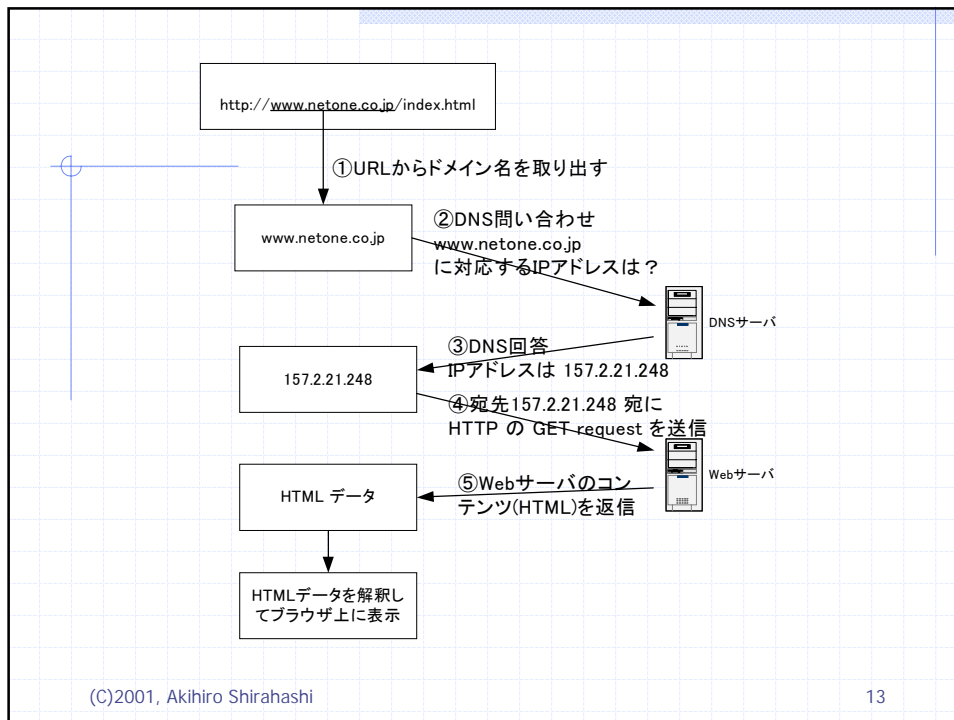 http://www.netone.co.jp/index.html
①URLからドメイン名を取り出す
www.netone.co.jp
②DNS問い合わせ
www.netone.co.jp
に対応するIPアドレスは？
DNSサーバ
③DNS回答
IPアドレスは 157.2.21.248
157.2.21.248
④宛先157.2.21.248 宛に
HTTP の GET request を送信
Webサーバ
⑤Webサーバのコン
テンツ(HTML)を返信
HTML データ
HTMLデータを解釈し
てブラウザ上に表示
(C)2001, Akihiro Shirahashi
13